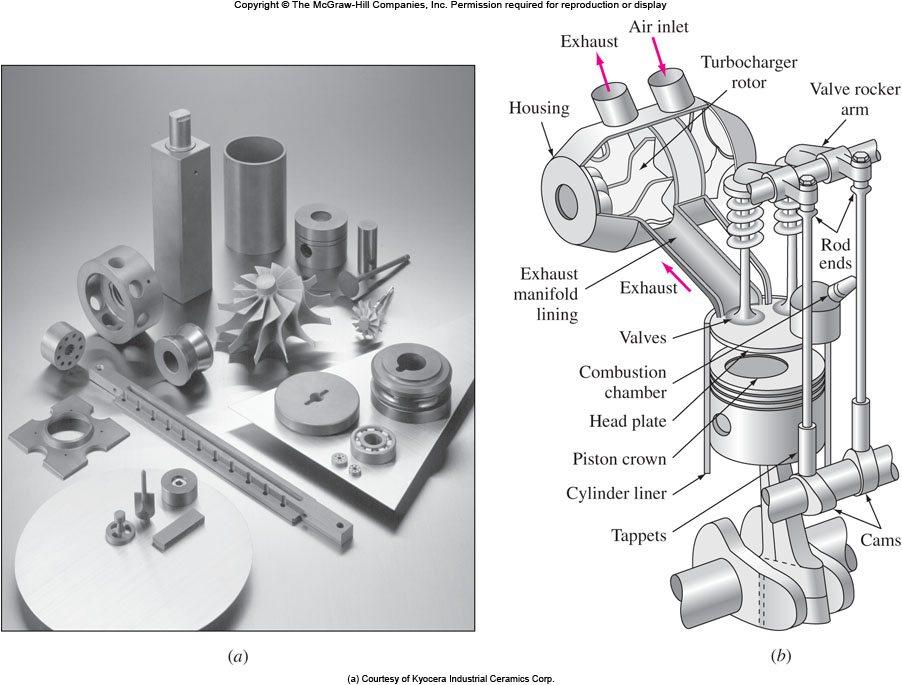 Copyright © The McGraw-Hill Companies, Inc. Permission required for reproduction or display
Air inlet
Exhaust
Turbocharger
rotor
Valve rocker
arm
Housing
Rod
ends
Exhaust
manifold
lining
Exhaust
Valves
Combustion
chamber
Head plate
Piston crown
Cylinder liner
Tappets
Cams
(a)
(b)
(a) Courtesy of Kyocera Industrial Ceramics Corp.